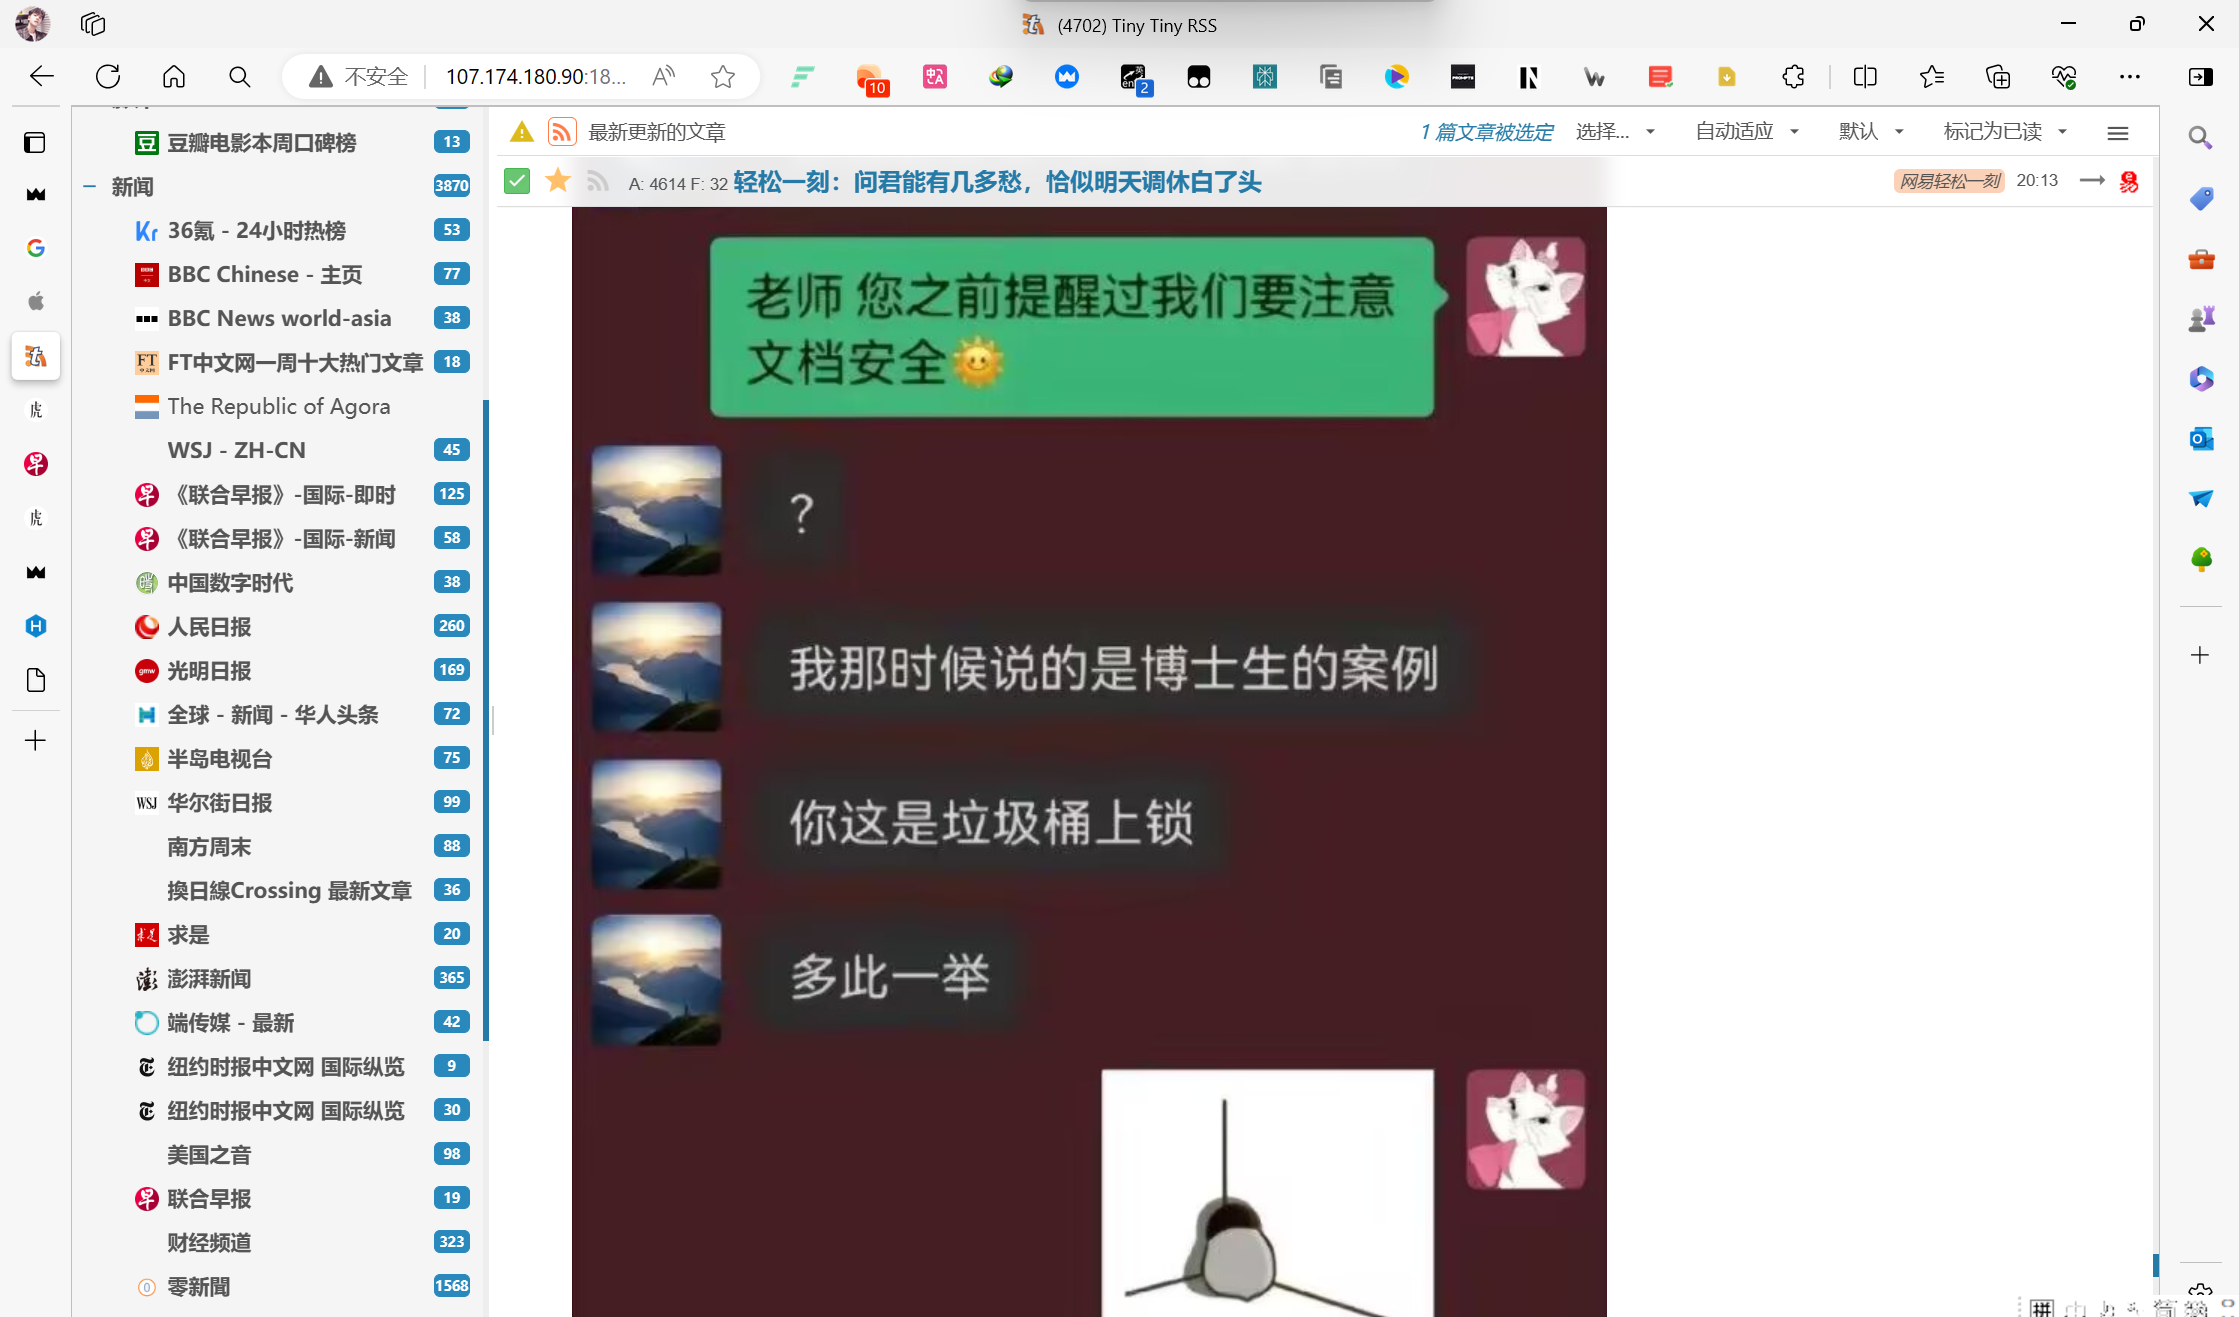 (4702) Tiny Tiny RSS
不安全
107.174.180.90:18...
10
2
豆瓣电影本周口碑榜 13
新闻 3870
36氪 - 24小时热榜 53
BBC Chinese - 主页 77
BBC News world-asia 38
FT中文网一周十大热门文章 18
The Republic of Agora
WSJ - ZH-CN 45
《联合早报》-国际-即时 125
《联合早报》-国际-新闻 58
中国数字时代 38
人民日报 260
光明日报 169
全球 - 新闻 - 华人头条 72
半岛电视台 75
华尔街日报 99
南方周末 88
換日線Crossing 最新文章 36
求是 20
澎湃新闻 365
端传媒 - 最新 42
纽约时报中文网 国际纵览 9
纽约时报中文网 国际纵览 30
美国之音 98
联合早报 19
财经频道 323
零新聞 1568
最新更新的文章
1 篇文章被选定 选择... 自动适应 默认 标记为已读
A: 4614 F: 32 轻松一刻：问君能有几多愁，恰似明天调休白了头
网易轻松一刻 20:13
老师 您之前提醒过我们要注意
文档安全
？
我那时候说的是博士生的案例
你这是垃圾桶上锁
多此一举